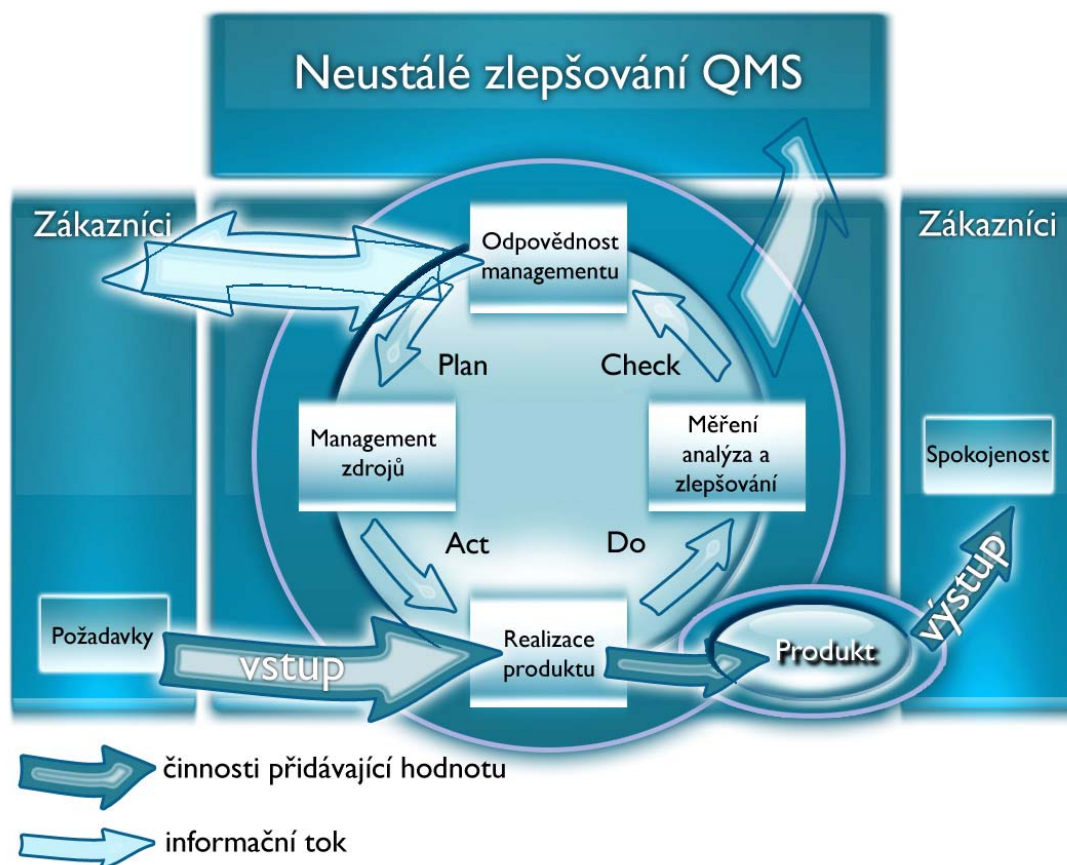 Neustálé zlepšování QMS
Zákazníci
Zákazníci
Odpovědnost
managementu
Plan
Check
Management
zdrojů
Měření
analýza a
zlepšování
Spokojenost
Act
Do
Požadavky
vstup
Realizace
produktu
Produkt
výstup
činnosti přidávající hodnotu
informační tok